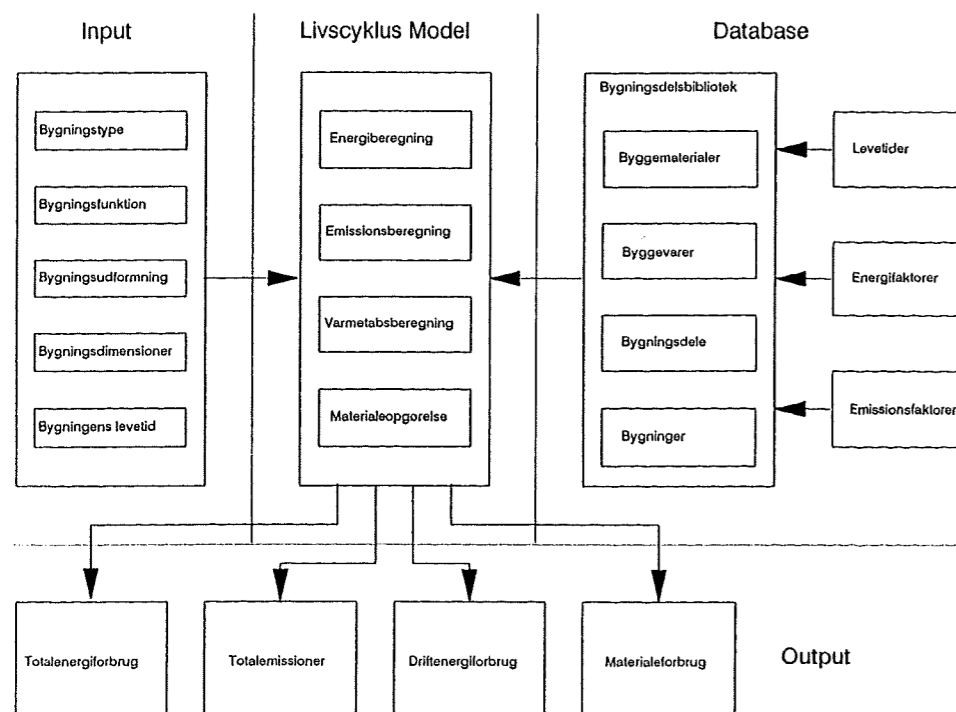 Input
Livscyklus Model
Database
Bygningstype
Bygningsfunktion
Bygningsudformning
Bygningsdimensioner
Bygningens levetid
Energiberegning
Emissionsberegning
Varmetabsberegning
Materialeopgørelse
Bygningsdelsbibliotek
Byggematerialer
Byggevarer
Bygningsdele
Bygninger
Levetider
Energifaktorer
Emissionsfaktorer
Totalenergiforbrug
Totalemissioner
Driftenergiforbrug
Materialeforbrug
Output